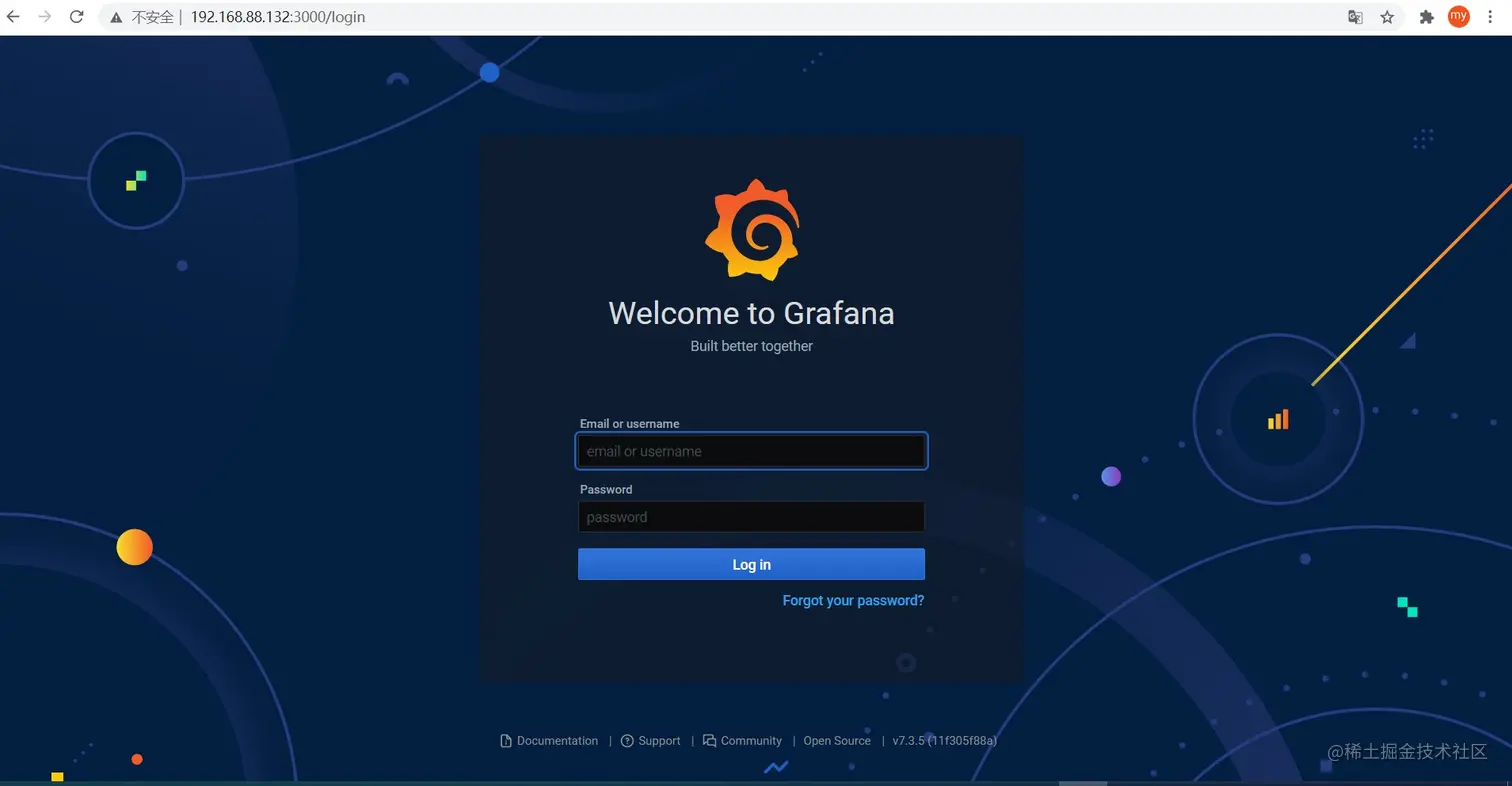 不安全 | 192.168.88.132:3000/login
my
Welcome to Grafana
Built better together
Email or username
email or username
Password
password
Log in
Forgot your password?
Documentation | Support | Community | Open Source | v7.3.5 (11f305f88a)
@稀土掘金技术社区